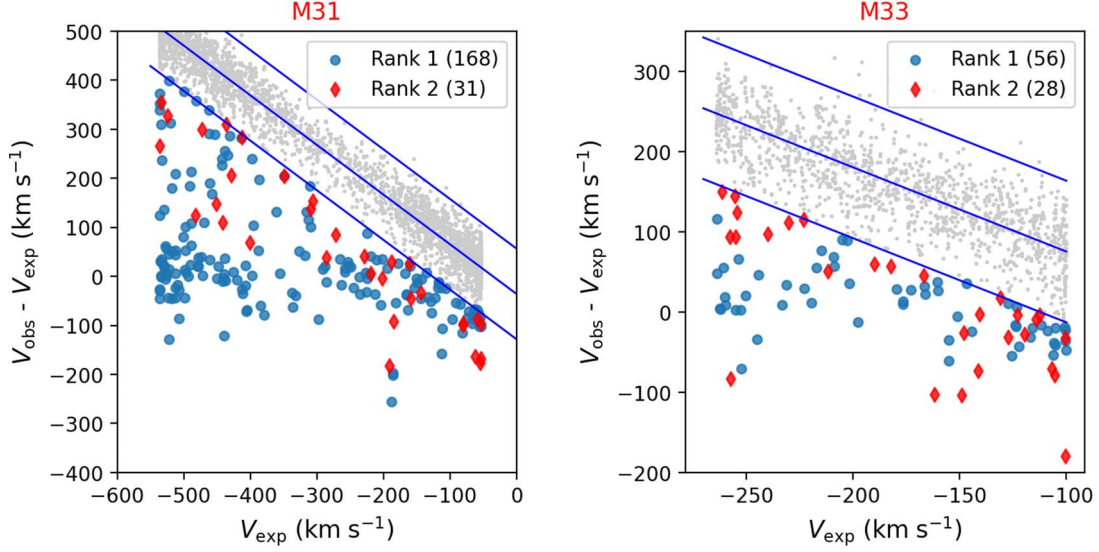 M31
V_obs - V_exp (km s⁻¹)
500
400
300
200
100
0
−100
−200
−300
−400
−600
−500
−400
−300
−200
−100
0
V_exp (km s⁻¹)
Rank 1 (168)
Rank 2 (31)
M33
V_obs - V_exp (km s⁻¹)
300
200
100
0
−100
−200
−250
−200
−150
−100
V_exp (km s⁻¹)
Rank 1 (56)
Rank 2 (28)